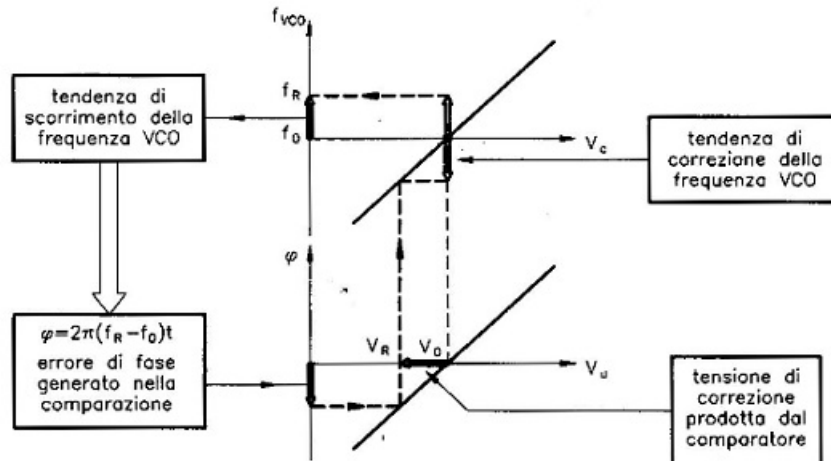 f_VCO
tendenza di
scorrimento della
frequenza VCO
f_R
f_0
V_c
tendenza di
correzione della
frequenza VCO
φ
φ=2π(f_R−f_0)t
errore di fase
generato nella
comparazione
V_R
V_0
V_u
tensione di
correzione
prodotta dal
comparatore